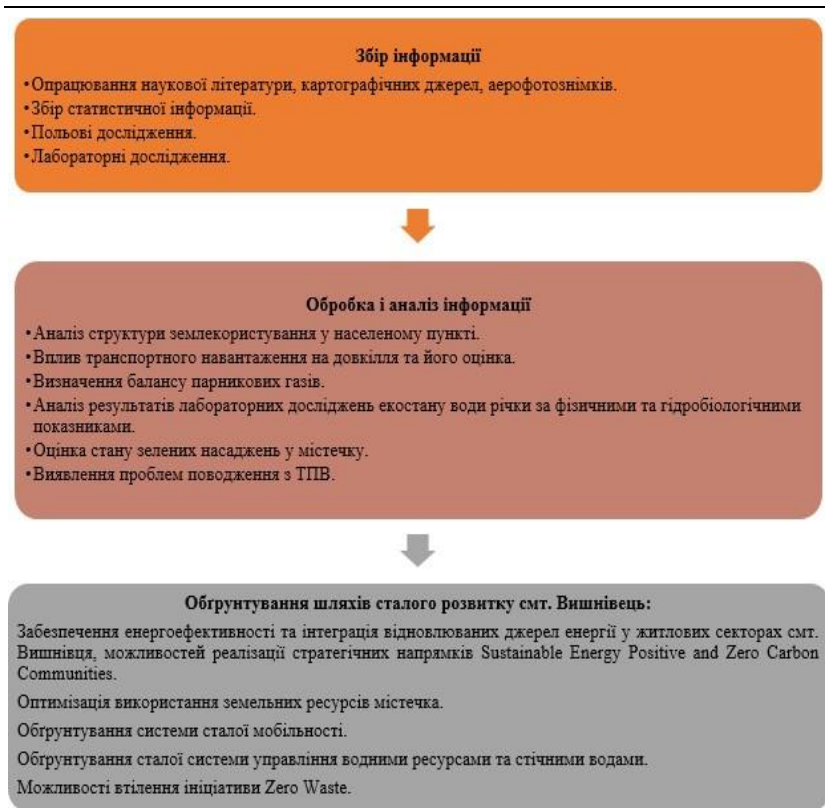 Збір інформації
•Опрацювання наукової літератури, картографічних джерел, аерофотознімків.
•Збір статистичної інформації.
•Польові дослідження.
•Лабораторні дослідження.
Обробка і аналіз інформації
•Аналіз структури землекористування у населеному пункті.
•Вплив транспортного навантаження на довкілля та його оцінка.
•Визначення балансу парникових газів.
•Аналіз результатів лабораторних досліджень екостану води річки за фізичними та гідробіологічними
показниками.
•Оцінка стану зелених насаджень у містечку.
•Виявлення проблем поводження з ТПВ.
Обґрунтування шляхів сталого розвитку смт. Вишнівець:
Забезпечення енергоефективності та інтеграція відновлюваних джерел енергії у житлових секторах смт.
Вишнівця, можливостей реалізації стратегічних напрямків Sustainable Energy Positive and Zero Carbon
Communities.
Оптимізація використання земельних ресурсів містечка.
Обґрунтування системи сталої мобільності.
Обґрунтування сталої системи управління водними ресурсами та стічними водами.
Можливості втілення ініціативи Zero Waste.